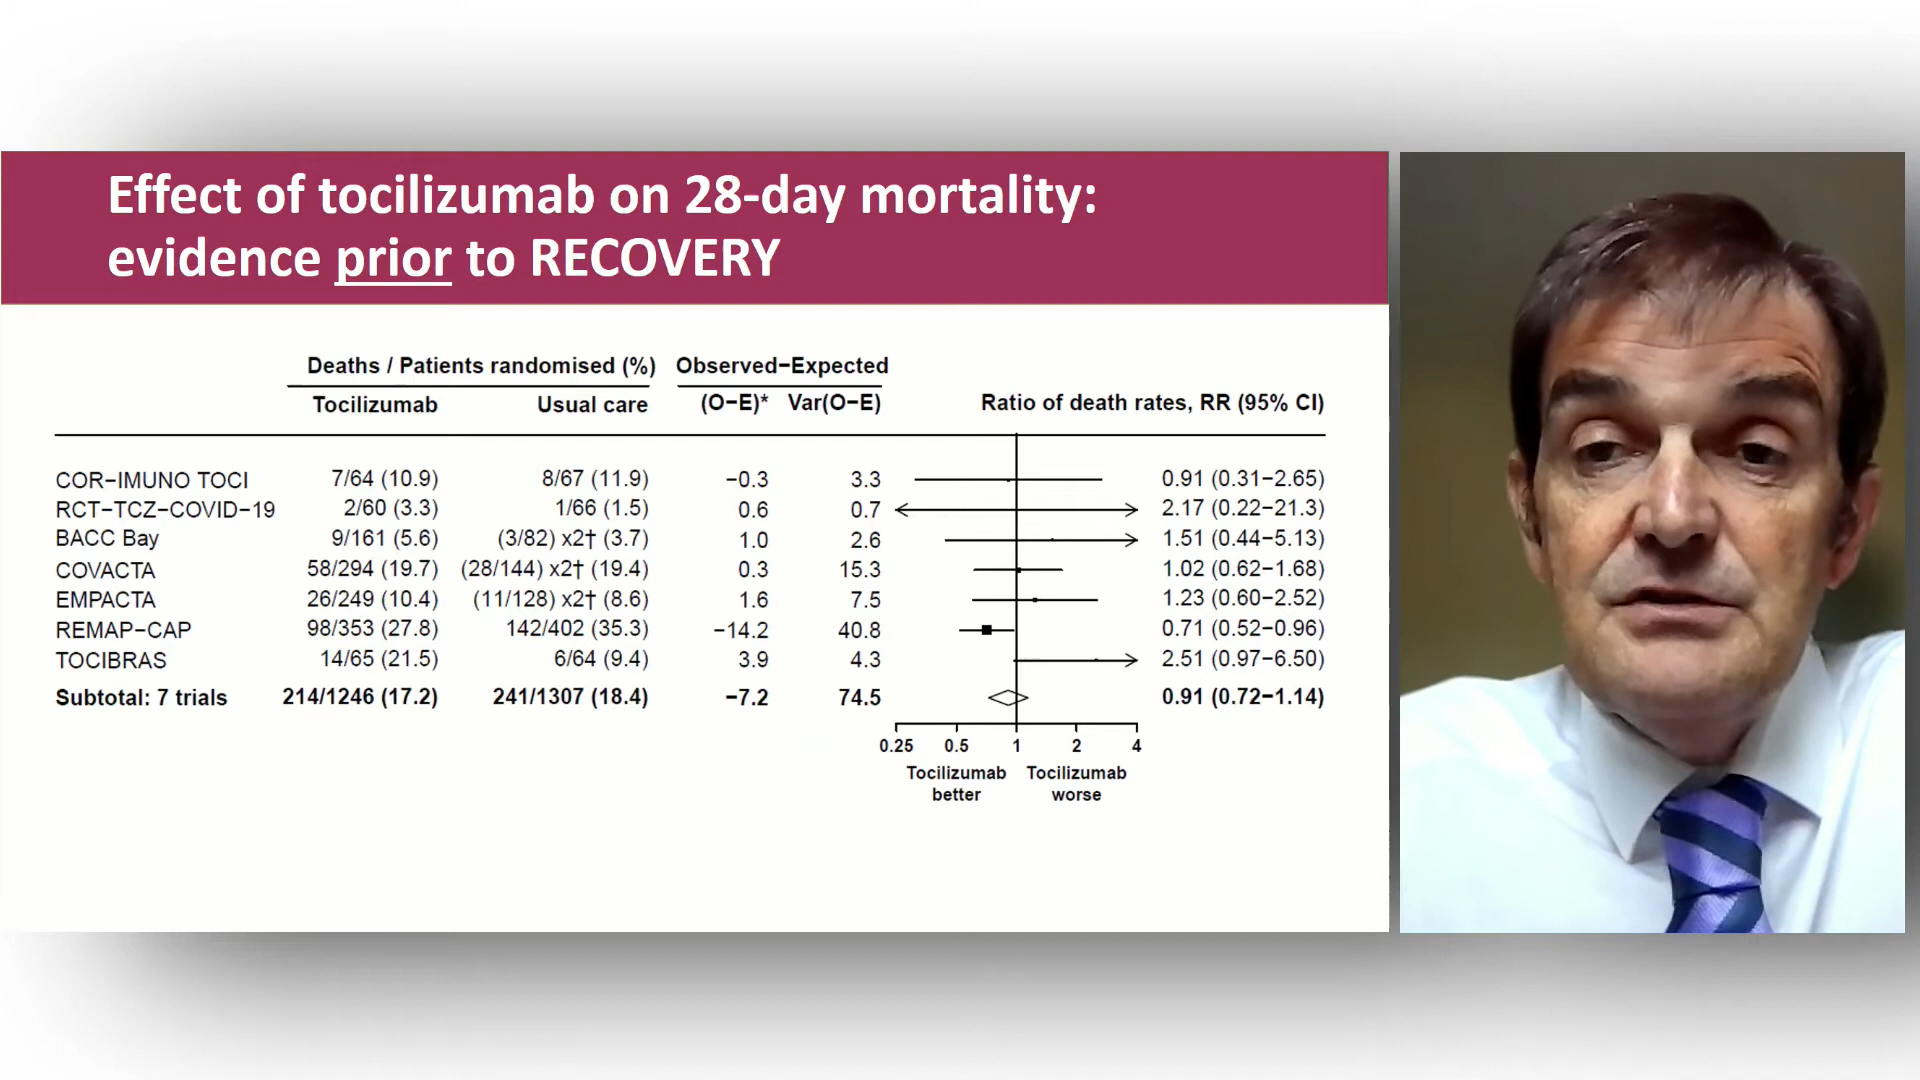 Effect of tocilizumab on 28-day mortality:
evidence prior to RECOVERY
Deaths / Patients randomised (%) Observed−Expected
Tocilizumab Usual care (O−E)* Var(O−E) Ratio of death rates, RR (95% CI)
COR−IMUNO TOCI 7/64 (10.9) 8/67 (11.9) −0.3 3.3 0.91 (0.31−2.65)
RCT−TCZ−COVID−19 2/60 (3.3) 1/66 (1.5) 0.6 0.7 2.17 (0.22−21.3)
BACC Bay 9/161 (5.6) (3/82) x2† (3.7) 1.0 2.6 1.51 (0.44−5.13)
COVACTA 58/294 (19.7) (28/144) x2† (19.4) 0.3 15.3 1.02 (0.62−1.68)
EMPACTA 26/249 (10.4) (11/128) x2† (8.6) 1.6 7.5 1.23 (0.60−2.52)
REMAP−CAP 98/353 (27.8) 142/402 (35.3) −14.2 40.8 0.71 (0.52−0.96)
TOCIBRAS 14/65 (21.5) 6/64 (9.4) 3.9 4.3 2.51 (0.97−6.50)
Subtotal: 7 trials 214/1246 (17.2) 241/1307 (18.4) −7.2 74.5 0.91 (0.72−1.14)
0.25 0.5 1 2 4
Tocilizumab Tocilizumab
better worse